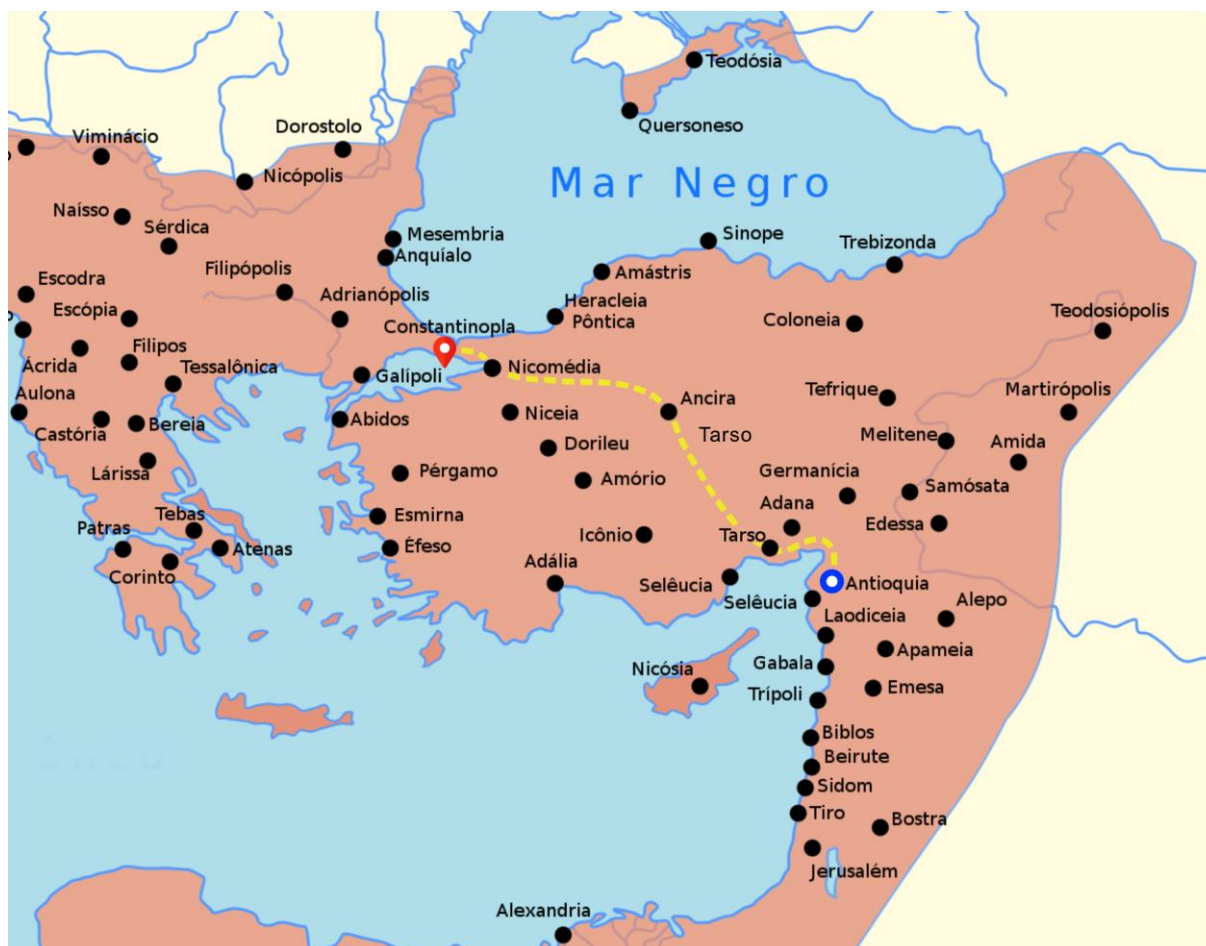 Teodósia
Quersoneso
Dorostolo
Viminácio
Nicópolis
Mar Negro
Naísso
Sérdica
Mesembria
Anquíalo
Sinope
Trebizonda
Filipópolis
Escodra
Amástris
Adrianópolis
Heracleia
Pôntica
Escópia
Coloneia
Teodosiópolis
Constantinopla
Filipos
Ácrida
Tessalônica
Galípoli
Nicomédia
Aulona
Tefrique
Martirópolis
Ancira
Niceia
Abidos
Castória
Bereia
Tarso
Melitene
Dorileu
Amida
Lárissa
Pérgamo
Amório
Germanícia
Samósata
Adana
Tebas
Esmirna
Edessa
Patras
Icônio
Tarso
Atenas
Éfeso
Corinto
Adália
Selêucia
Antioquia
Selêucia
Alepo
Laodiceia
Apameia
Gabala
Nicósia
Emesa
Trípoli
Biblos
Beirute
Sidom
Tiro
Bostra
Jerusalém
Alexandria